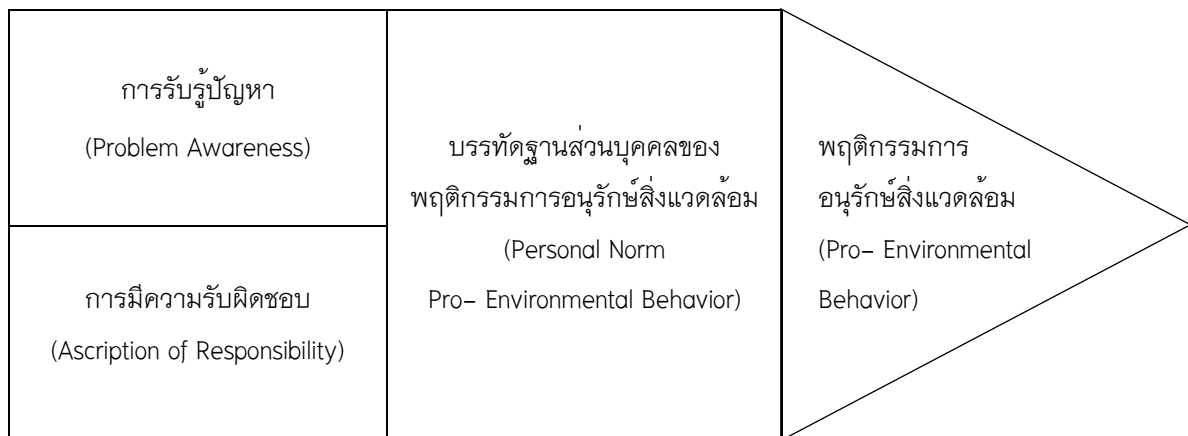 การรับรู้ปัญหา
(Problem Awareness)
การมีความรับผิดชอบ
(Ascription of Responsibility)
บรรทัดฐานส่วนบุคคลของ
พฤติกรรมการอนุรักษ์สิ่งแวดล้อม
(Personal Norm
Pro- Environmental Behavior)
พฤติกรรมการ
อนุรักษ์สิ่งแวดล้อม
(Pro- Environmental
Behavior)